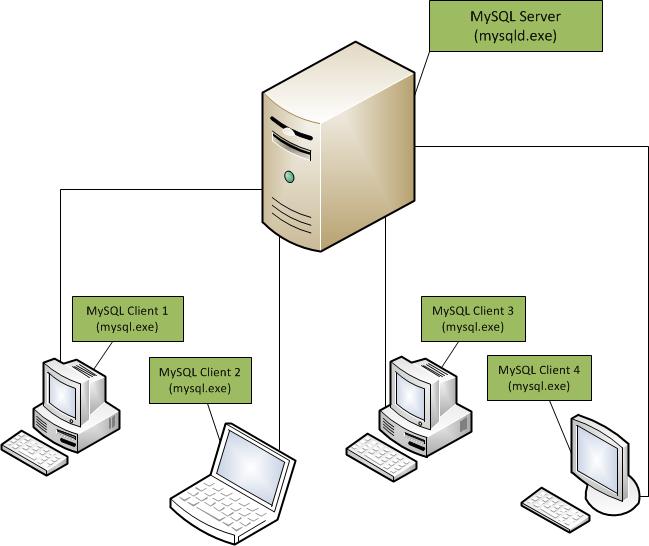 MySQL Server
(mysqld.exe)
MySQL Client 1
(mysql.exe)
MySQL Client 2
(mysql.exe)
MySQL Client 3
(mysql.exe)
MySQL Client 4
(mysql.exe)